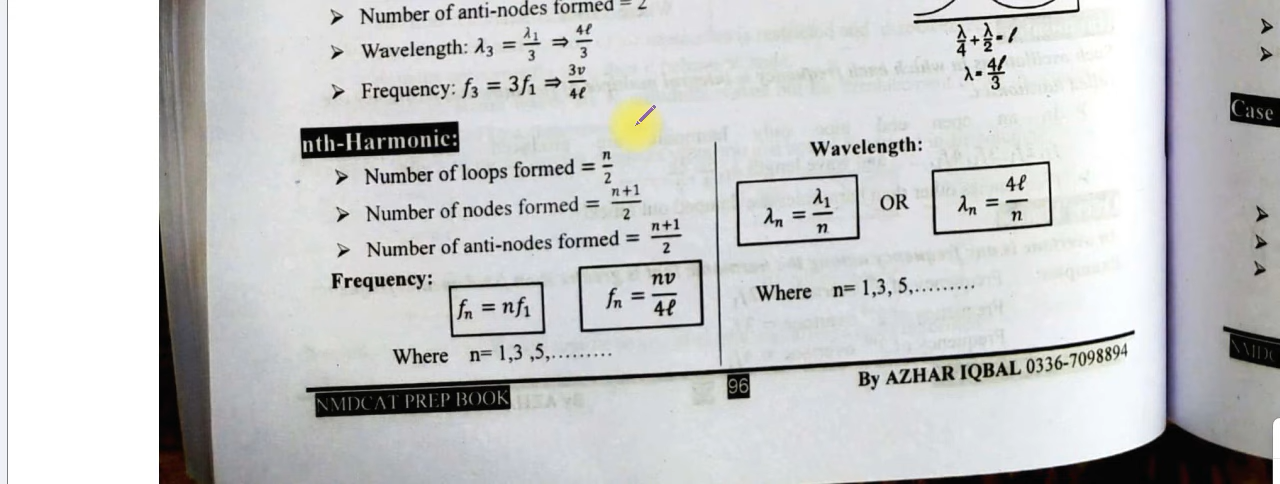 ➤ Number of anti-nodes formed = 2
➤ Wavelength: λ₃ = λ₁/3 ⇒ 4ℓ/3
➤ Frequency: f₃ = 3f₁ ⇒ 3v/4ℓ
λ/4 + λ/2 = ℓ
λ = 4ℓ/3
nth-Harmonic:
➤ Number of loops formed = n/2
➤ Number of nodes formed = n+1/2
➤ Number of anti-nodes formed = n+1/2
Frequency:
fₙ = nf₁
fₙ = nv/4ℓ
Where n= 1,3 ,5,.........
Wavelength:
λₙ = λ₁/n OR λₙ = 4ℓ/n
Where n= 1,3, 5,.........
NMDCAT PREP BOOK
96
By AZHAR IQBAL 0336-7098894
Case